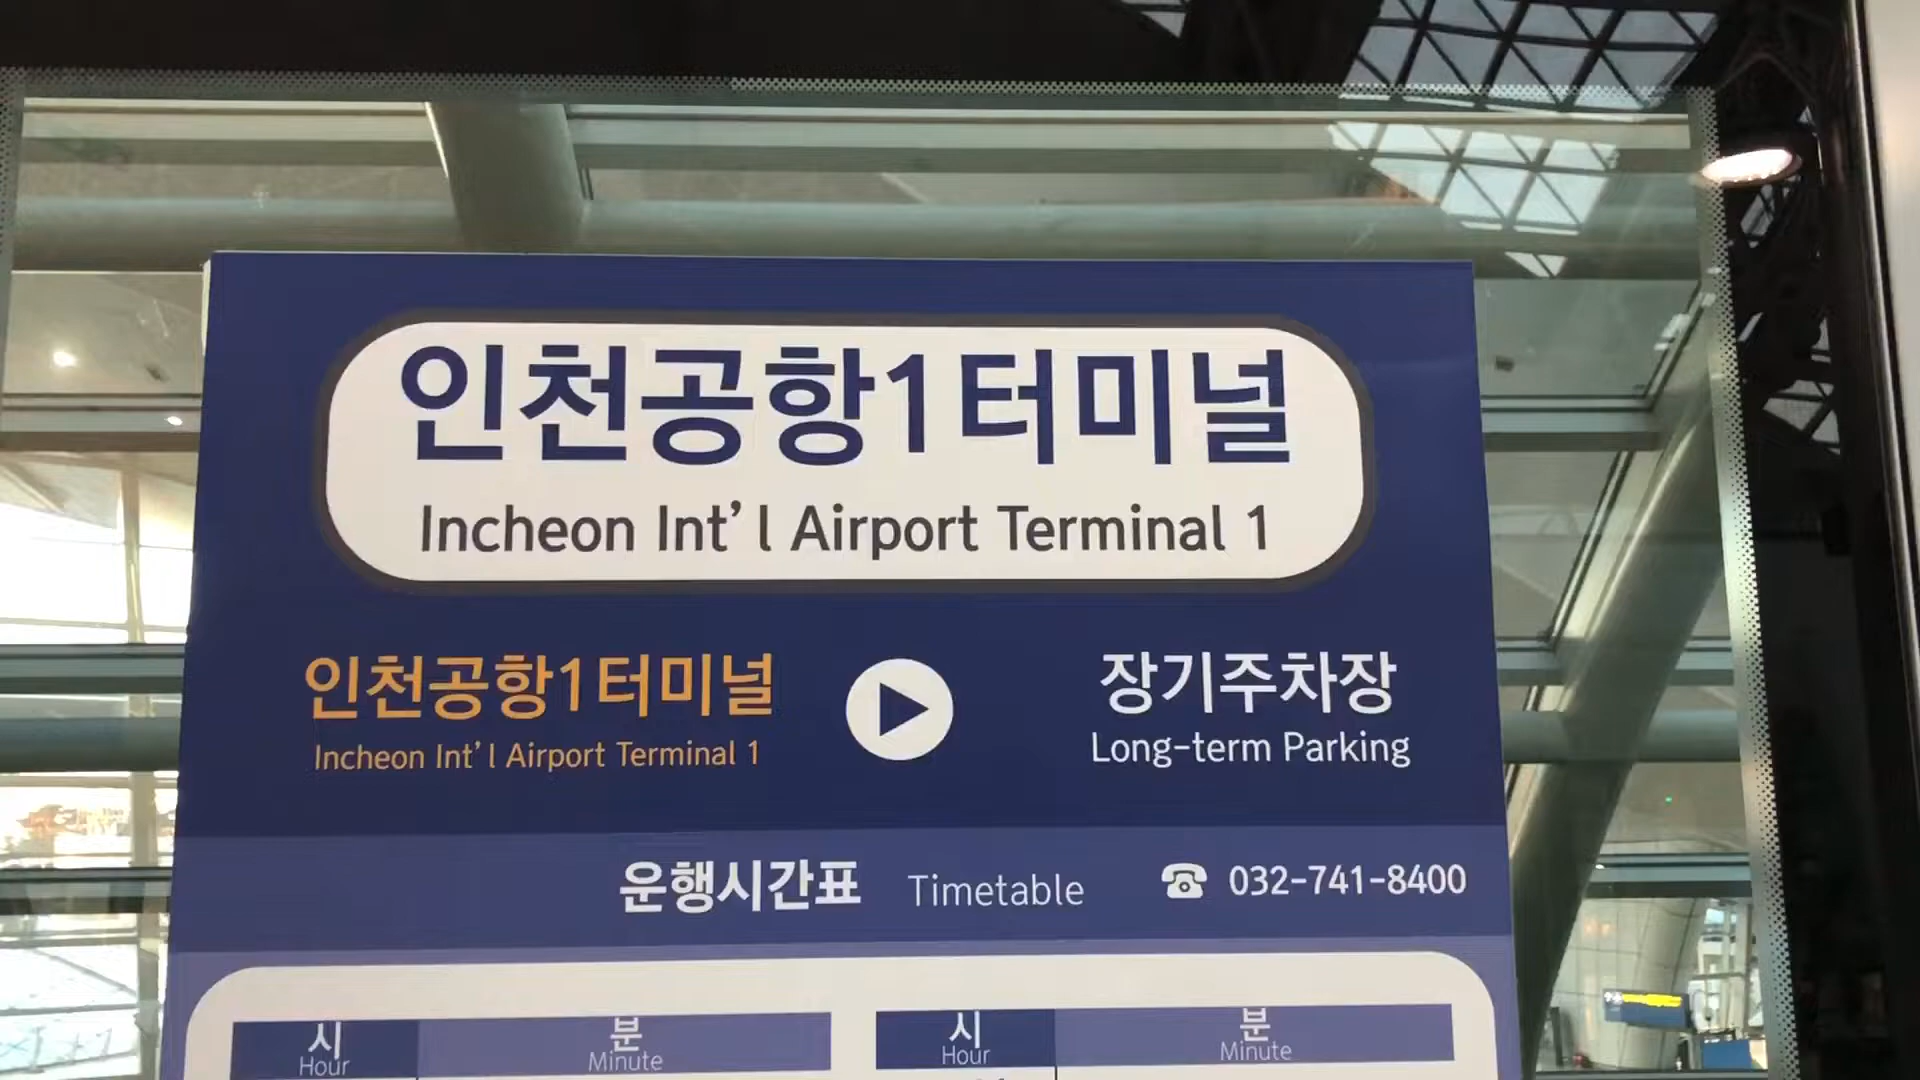 인천공항1터미널
Incheon Int'l Airport Terminal 1
인천공항1터미널
Incheon Int'l Airport Terminal 1
장기주차장
Long-term Parking
운행시간표 Timetable ☎ 032-741-8400
시 분 시 분
Hour Minute Hour Minute